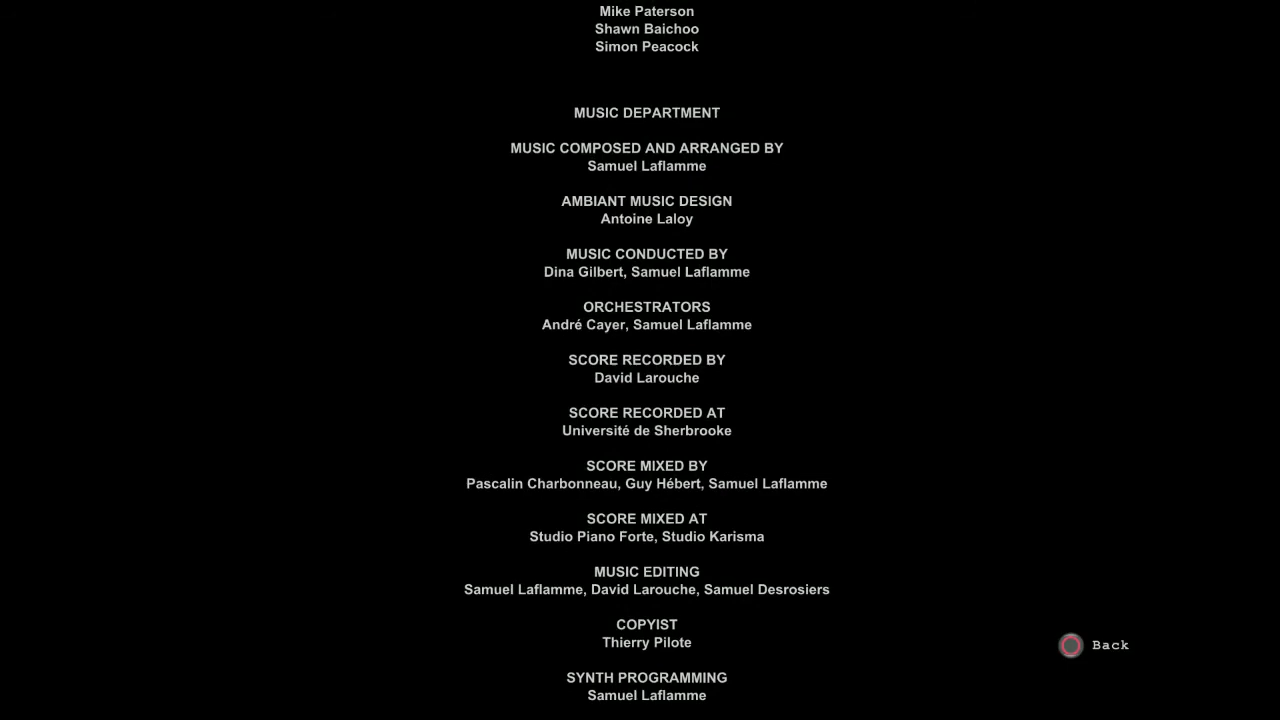 Mike Paterson
Shawn Baichoo
Simon Peacock
MUSIC DEPARTMENT
MUSIC COMPOSED AND ARRANGED BY
Samuel Laflamme
AMBIANT MUSIC DESIGN
Antoine Laloy
MUSIC CONDUCTED BY
Dina Gilbert, Samuel Laflamme
ORCHESTRATORS
André Cayer, Samuel Laflamme
SCORE RECORDED BY
David Larouche
SCORE RECORDED AT
Université de Sherbrooke
SCORE MIXED BY
Pascalin Charbonneau, Guy Hébert, Samuel Laflamme
SCORE MIXED AT
Studio Piano Forte, Studio Karisma
MUSIC EDITING
Samuel Laflamme, David Larouche, Samuel Desrosiers
COPYIST
Thierry Pilote
Back
SYNTH PROGRAMMING
Samuel Laflamme